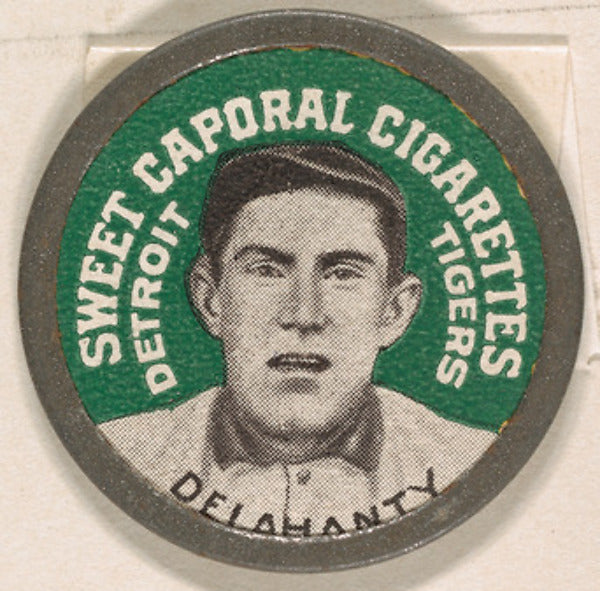 SWEET CAPORAL CIGARETTES
DETROIT
TIGERS
DELAHANTY